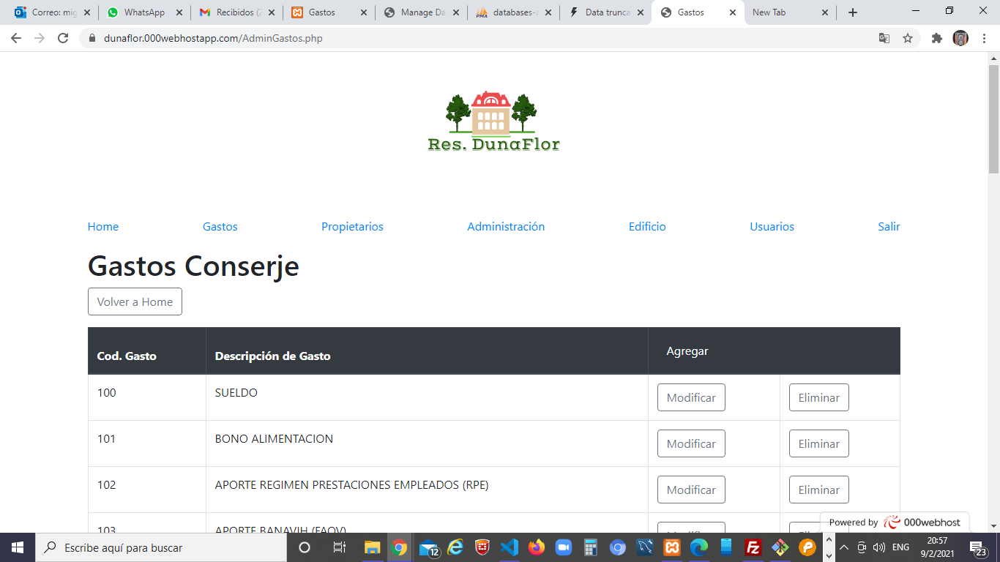 Correo: mig
WhatsApp
Recibidos (2
Gastos
Manage Da
PMA
databases-a
Data trunca
Gastos
New Tab
dunaflor.000webhostapp.com/AdminGastos.php
Res. DunaFlor
Home
Gastos
Propietarios
Administración
Edificio
Usuarios
Salir
Gastos Conserje
Volver a Home
Cod. Gasto
Descripción de Gasto
Agregar
100
SUELDO
Modificar
Eliminar
101
BONO ALIMENTACION
Modificar
Eliminar
102
APORTE REGIMEN PRESTACIONES EMPLEADOS (RPE)
Modificar
Eliminar
103
APORTE BANAVIH (FAOV)
Modificar
Powered by 000webhost
Escribe aquí para buscar
12
ENG
20:57
9/2/2021
23